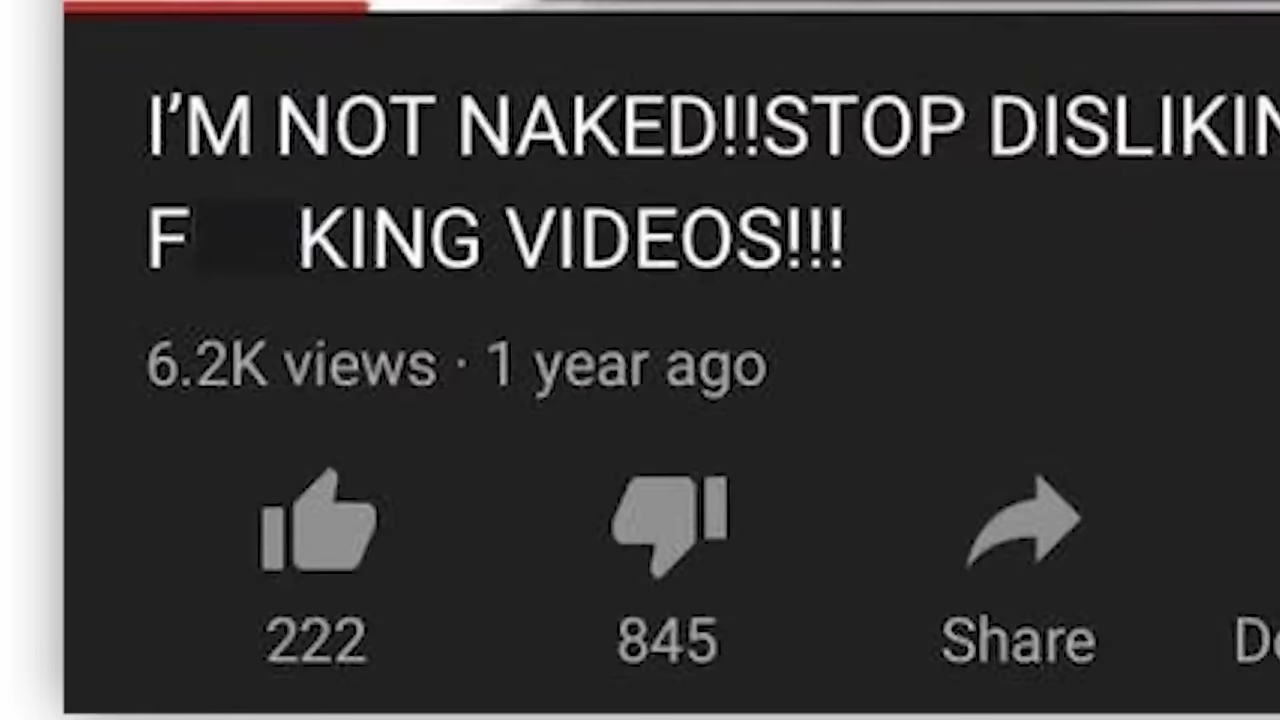 I'M NOT NAKED!!STOP DISLIKIN
F KING VIDEOS!!!
6.2K views · 1 year ago
222 845 Share